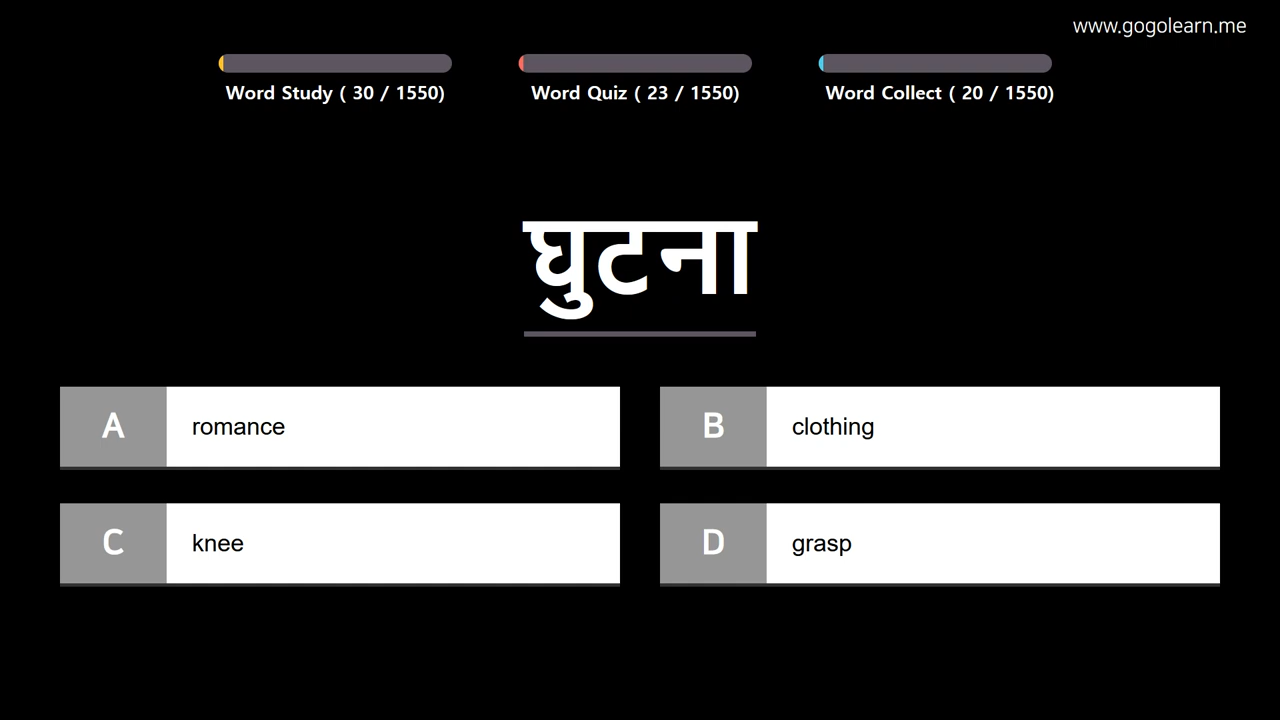 www.gogolearn.me
Word Study ( 30 / 1550)
Word Quiz ( 23 / 1550)
Word Collect ( 20 / 1550)
घुटना
A romance
B clothing
C knee
D grasp